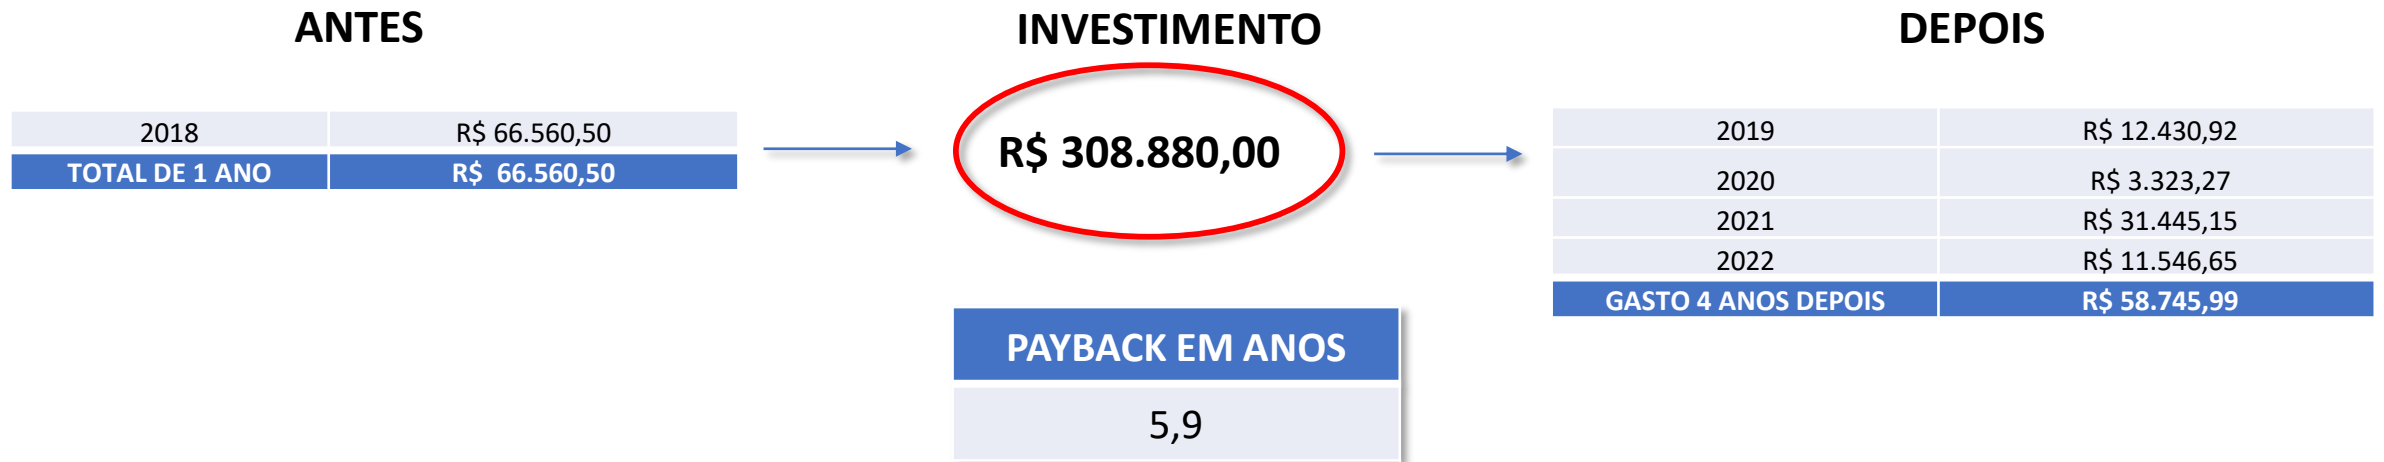 ANTES
2018 R$ 66.560,50
TOTAL DE 1 ANO R$ 66.560,50
INVESTIMENTO
R$ 308.880,00
PAYBACK EM ANOS
5,9
DEPOIS
2019 R$ 12.430,92
2020 R$ 3.323,27
2021 R$ 31.445,15
2022 R$ 11.546,65
GASTO 4 ANOS DEPOIS R$ 58.745,99